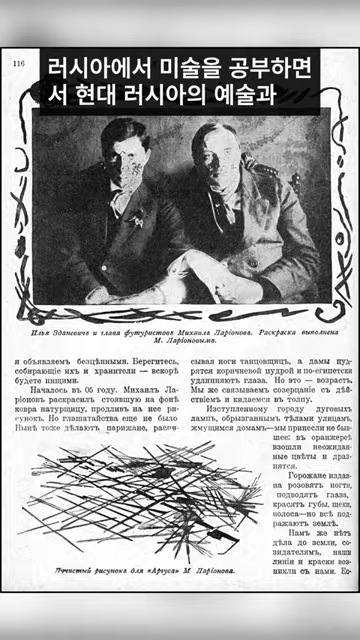 116
러시아에서 미술을 공부하면
서 현대 러시아의 예술과
Илья Зданевичъ и глава футуристовъ Михаилъ Ларіоновъ. Раскраска выполнена
М. Ларіоновымъ.
и объявляемъ безцѣнными. Берегитесь,
собирающіе ихъ и хранители — вскорѣ
будете нищими.
Началось въ 05 году. Михаилъ Ла-
ріоновъ раскрасилъ стоявшую на фонѣ
ковра натурщицу, продливъ на нее ри-
сунокъ. Но глашатайства еще не было.
Нынѣ тоже дѣлаютъ парижане, распи-
сывая ноги танцовщицъ, а дамы пуд-
рятся коричневой пудрой и по-египетски
удлиняютъ глаза. Но это — возрастъ.
Мы же связываемъ созерцаніе съ дѣй-
ствіемъ и кидаемся въ толпу.
Изступленному городу дуговыхъ
лампъ, обрызганнымъ тѣлами улицамъ,
жмущимся домамъ—мы принесли не быв-
шее: въ оранжереѣ
взошли неожидан-
ные цвѣты и драз-
нятся.
Горожане издав-
на розовятъ ногти,
подводятъ глаза,
красятъ губы, щеки,
волоса—но всѣ под-
ражаютъ землѣ.
Намъ же нѣтъ
дѣла до земли, со-
зидателямъ, наши
линіи и краски воз-
никли съ нами.
Лучистый рисунокъ для «Аргуса» М. Ларіонова.